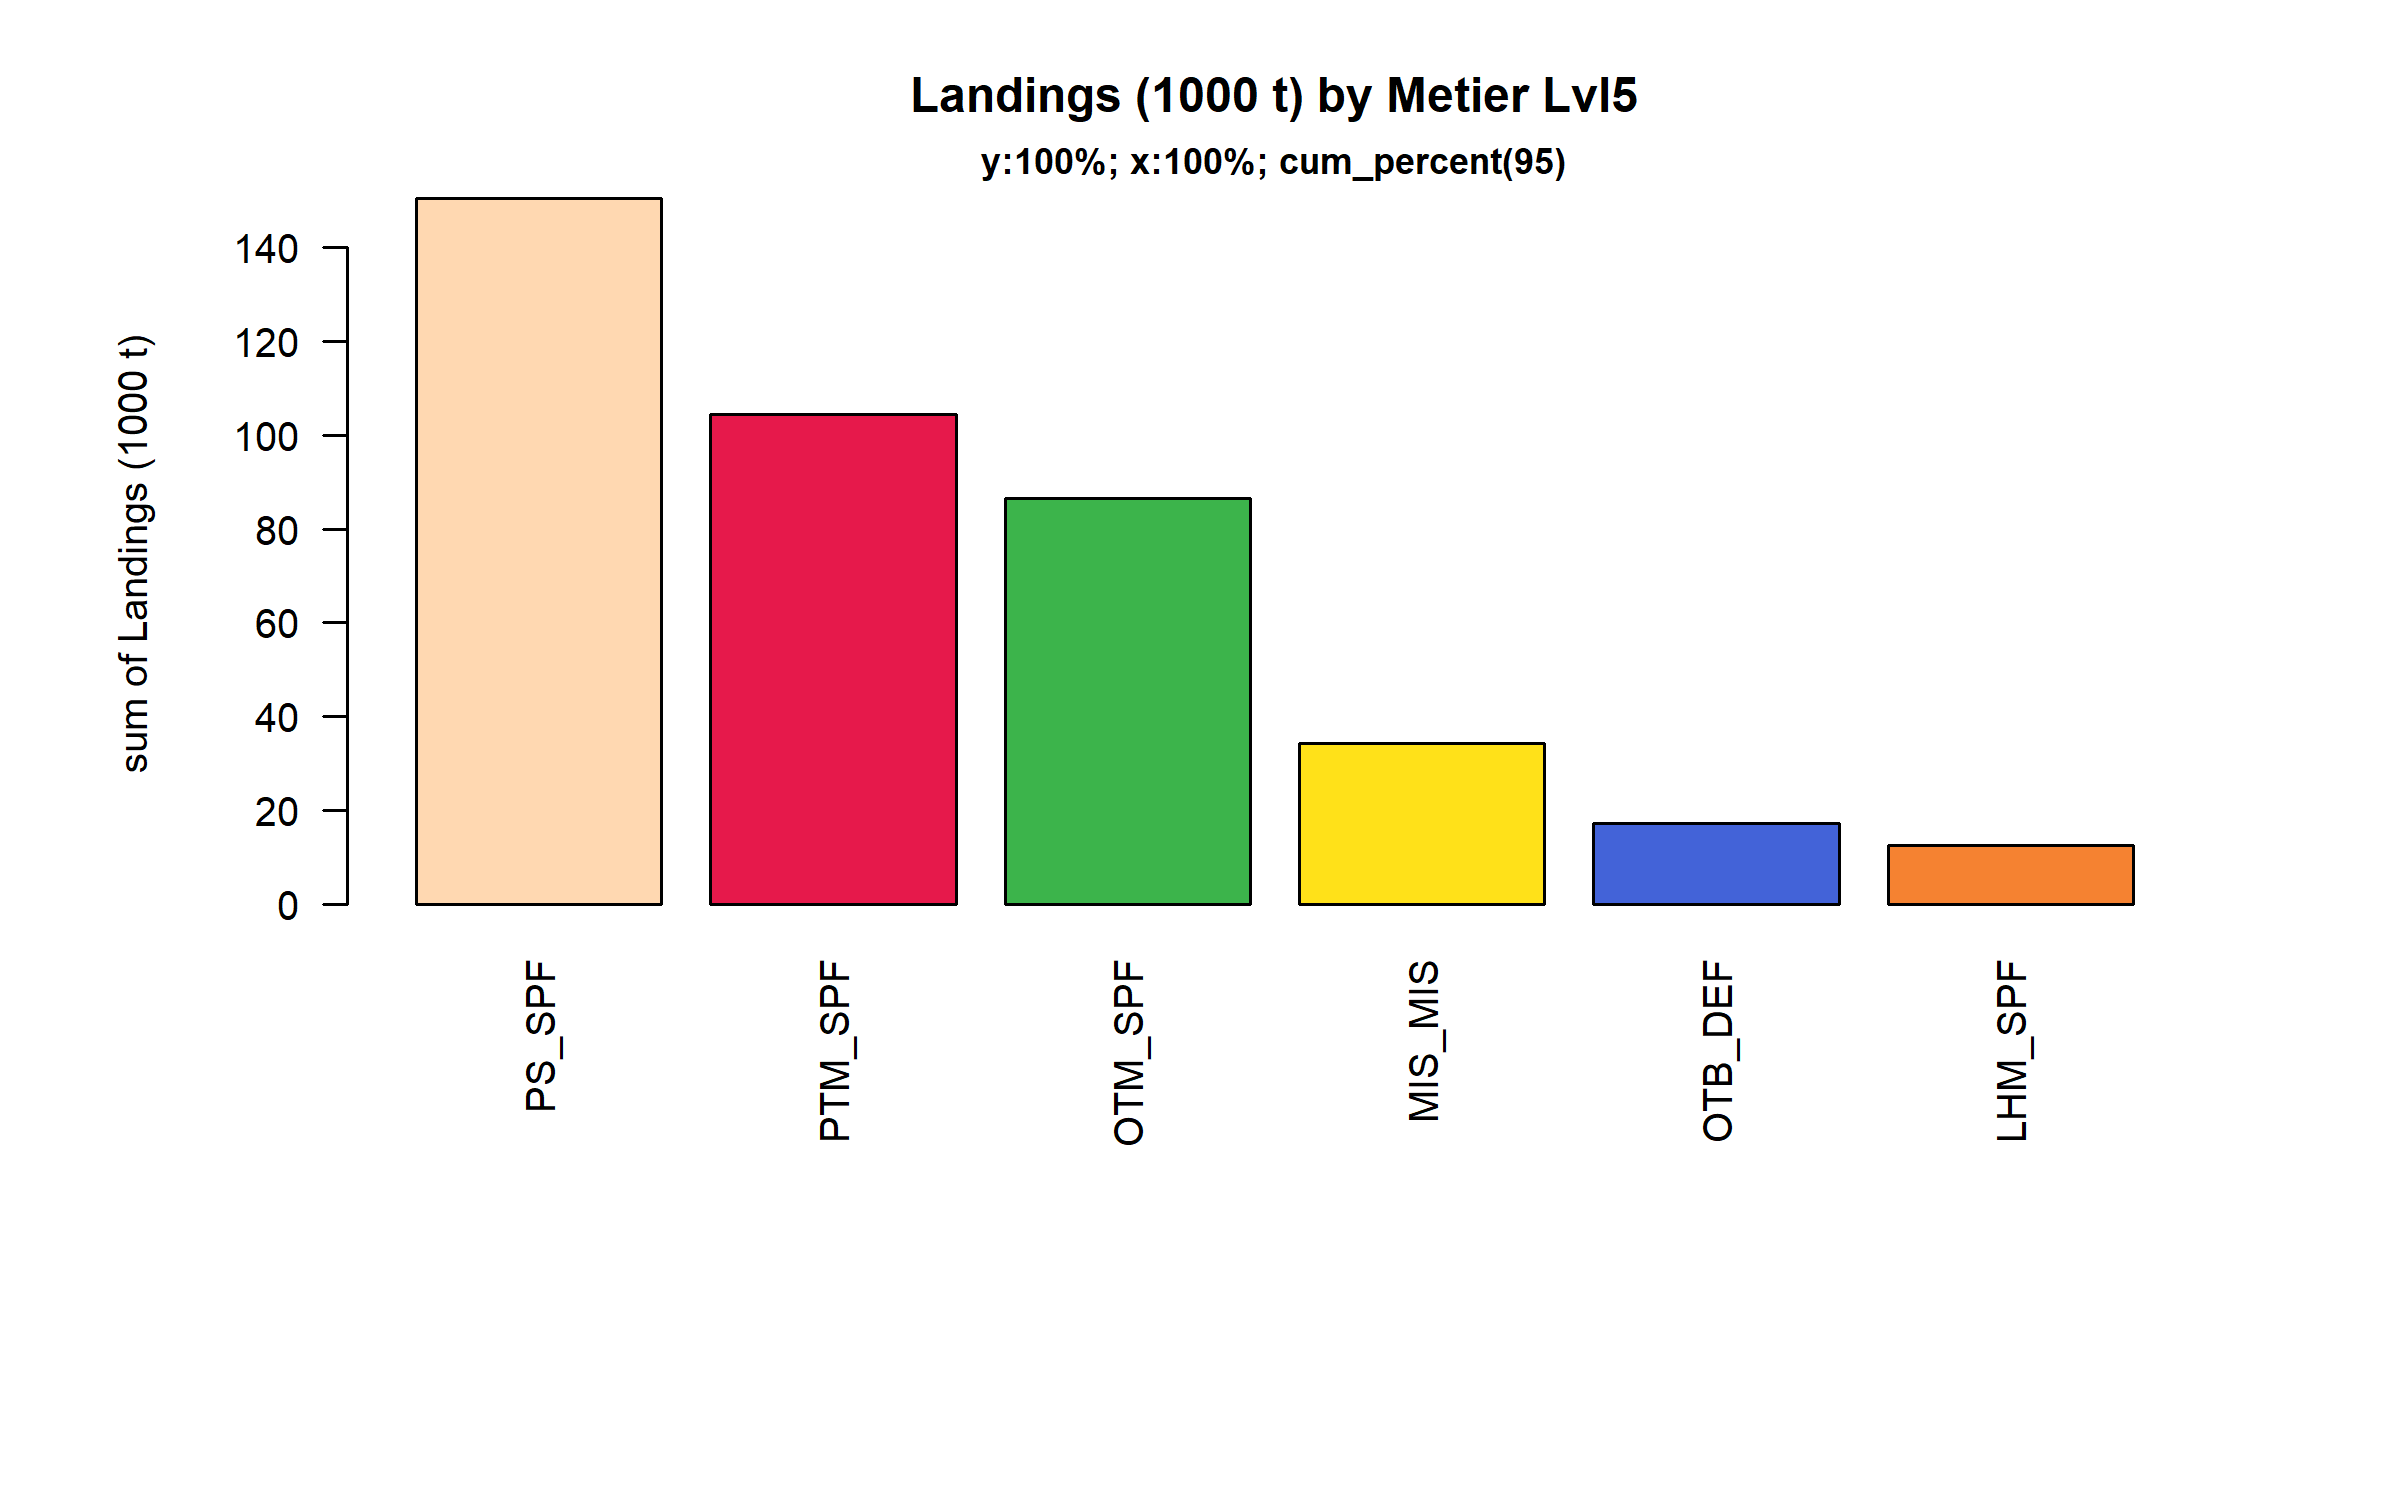 Landings (1000 t) by Metier Lvl5
y:100%; x:100%; cum_percent(95)
sum of Landings (1000 t)
140
120
100
80
60
40
20
0
PS_SPF
PTM_SPF
OTM_SPF
MIS_MIS
OTB_DEF
LHM_SPF